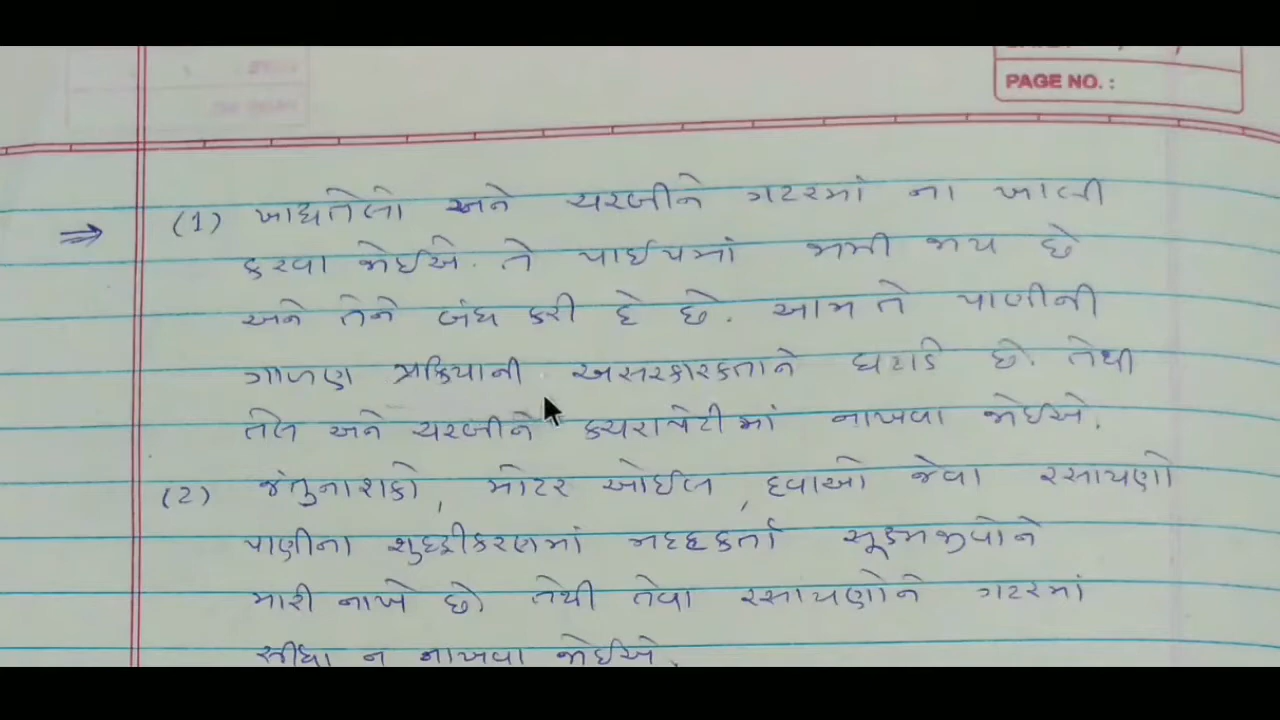 PAGE NO. :
⇒ (1) ખાદ્યતેલો અને ચરબીને ગટરમાં ના ખાલી
કરવા જોઈએ. તે પાઈપમાં જામી જાય છે
અને તેને બંધ કરી દે છે. આમ તે પાણીની
ગાળણ પ્રક્રિયાની અસરકારકતાને ઘટાડે છે. તેથી
તેલ અને ચરબીને કચરાપેટીમાં નાખવા જોઈએ.
(2) જંતુનાશકો, મોટર ઓઈલ, દવાઓ જેવા રસાયણો
પાણીના શુદ્ધીકરણમાં મદદકર્તા સૂક્ષ્મજીવોને
મારી નાખે છે. તેથી તેવા રસાયણોને ગટરમાં
સીધા ન નાખવા જોઈએ.